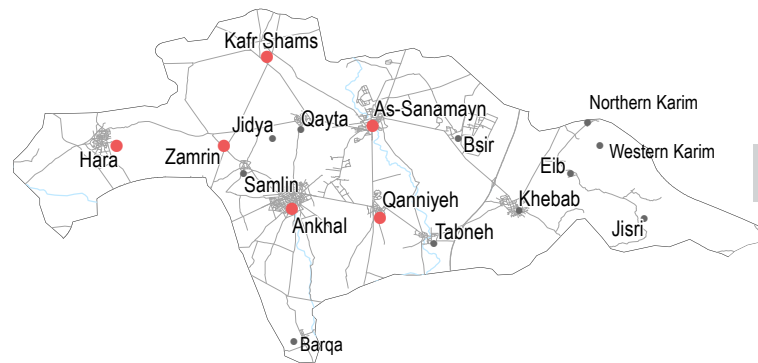 Kafr Shams
As-Sanamayn
Northern Karim
Jidya
Qayta
Bsir
Western Karim
Hara
Zamrin
Eib
Samlin
Qanniyeh
Khebab
Ankhal
Tabneh
Jisri
Barqa